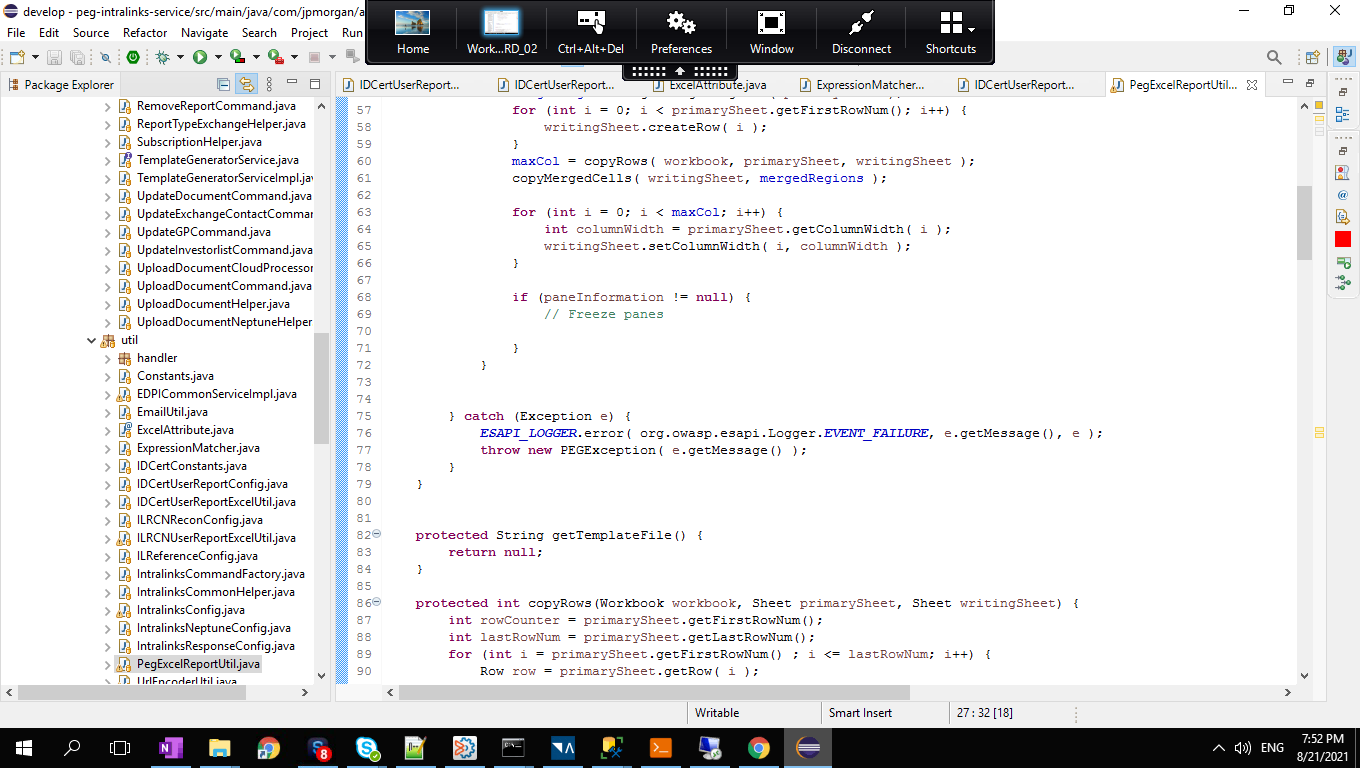 develop - peg-intralinks-service/src/main/java/com/jpmorgan/a
File Edit Source Refactor Navigate Search Project Run
Home Work...RD_02 Ctrl+Alt+Del Preferences Window Disconnect Shortcuts
Package Explorer
IDCertUserReport... IDCertUserReport... ExcelAttribute.java ExpressionMatcher... IDCertUserReport... PegExcelReportUtil...
RemoveReportCommand.java
ReportTypeExchangeHelper.java
SubscriptionHelper.java
TemplateGeneratorService.java
TemplateGeneratorServiceImpl.jav
UpdateDocumentCommand.java
UpdateExchangeContactCommar
UpdateGPCommand.java
UpdateInvestorlistCommand.java
UploadDocumentCloudProcessor
UploadDocumentCommand.java
UploadDocumentHelper.java
UploadDocumentNeptuneHelper
util
handler
Constants.java
EDPICommonServiceImpl.java
EmailUtil.java
ExcelAttribute.java
ExpressionMatcher.java
IDCertConstants.java
IDCertUserReportConfig.java
IDCertUserReportExcelUtil.java
ILRCNReconConfig.java
ILRCNUserReportExcelUtil.java
ILReferenceConfig.java
IntralinksCommandFactory.java
IntralinksCommonHelper.java
IntralinksConfig.java
IntralinksNeptuneConfig.java
IntralinksResponseConfig.java
PegExcelReportUtil.java
UrlEncoderUtil.java
57 for (int i = 0; i < primarySheet.getFirstRowNum(); i++) {
58 writingSheet.createRow( i );
59 }
60 maxCol = copyRows( workbook, primarySheet, writingSheet );
61 copyMergedCells( writingSheet, mergedRegions );
62
63 for (int i = 0; i < maxCol; i++) {
64 int columnWidth = primarySheet.getColumnWidth( i );
65 writingSheet.setColumnWidth( i, columnWidth );
66 }
67
68 if (paneInformation != null) {
69 // Freeze panes
70
71 }
72 }
73
74
75 } catch (Exception e) {
76 ESAPI_LOGGER.error( org.owasp.esapi.Logger.EVENT_FAILURE, e.getMessage(), e );
77 throw new PEGException( e.getMessage() );
78 }
79 }
80
81
82 protected String getTemplateFile() {
83 return null;
84 }
85
86 protected int copyRows(Workbook workbook, Sheet primarySheet, Sheet writingSheet) {
87 int rowCounter = primarySheet.getFirstRowNum();
88 int lastRowNum = primarySheet.getLastRowNum();
89 for (int i = primarySheet.getFirstRowNum() ; i <= lastRowNum; i++) {
90 Row row = primarySheet.getRow( i );
Writable Smart Insert 27 : 32 [18]
8
ENG 7:52 PM
8/21/2021